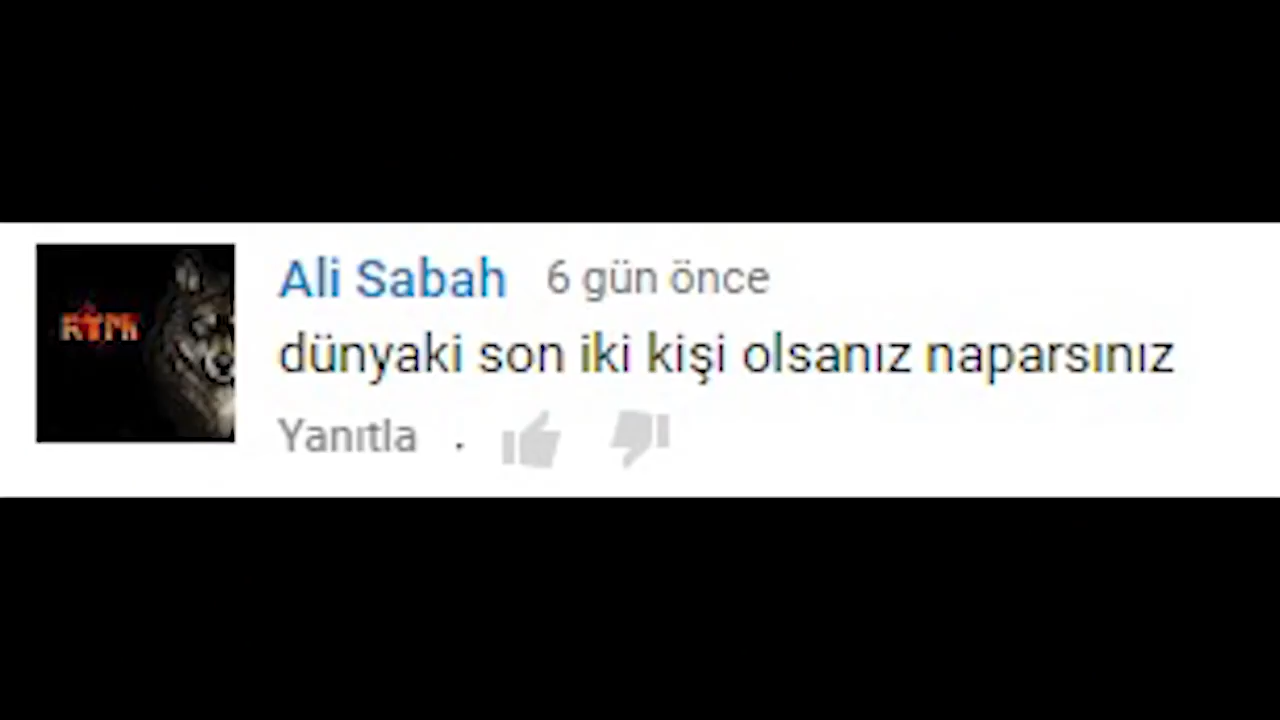 Ali Sabah 6 gün önce
dünyaki son iki kişi olsanız naparsınız
Yanıtla .